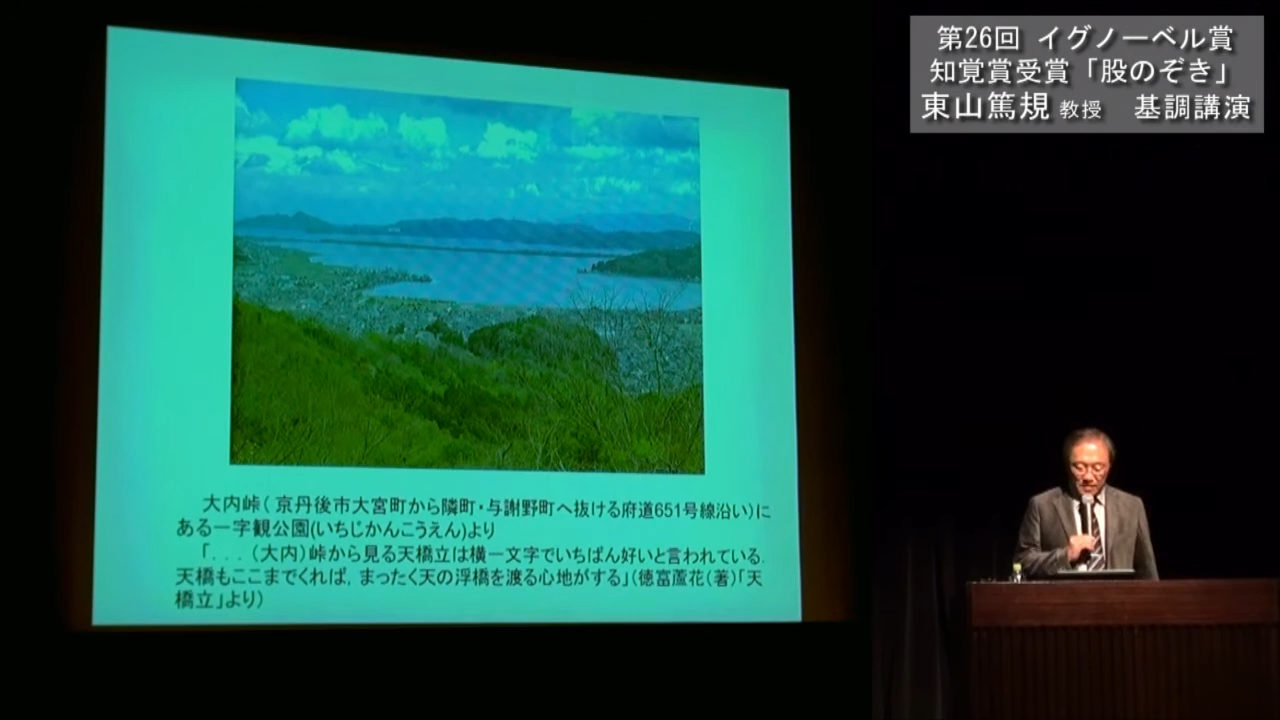 第26回 イグノーベル賞
知覚賞受賞「股のぞき」
東山篤規 教授 基調講演
大内峠( 京丹後市大宮町から隣町・与謝野町へ抜ける府道651号線沿い)に
ある一字観公園(いちじかんこうえん)より
「. . . (大内)峠から見る天橋立は横一文字でいちばん好いと言われている.
天橋もここまでくれば, まったく天の浮橋を渡る心地がする」(徳富蘆花(著)「天
橋立」より)